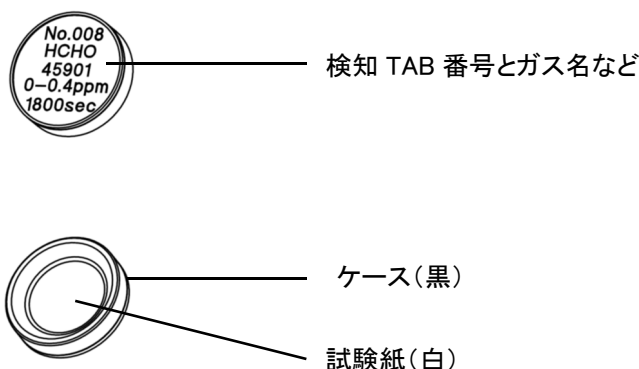 No.008
HCHO
45901
0-0.4ppm
1800sec
検知 TAB 番号とガス名など
ケース(黒)
試験紙(白)